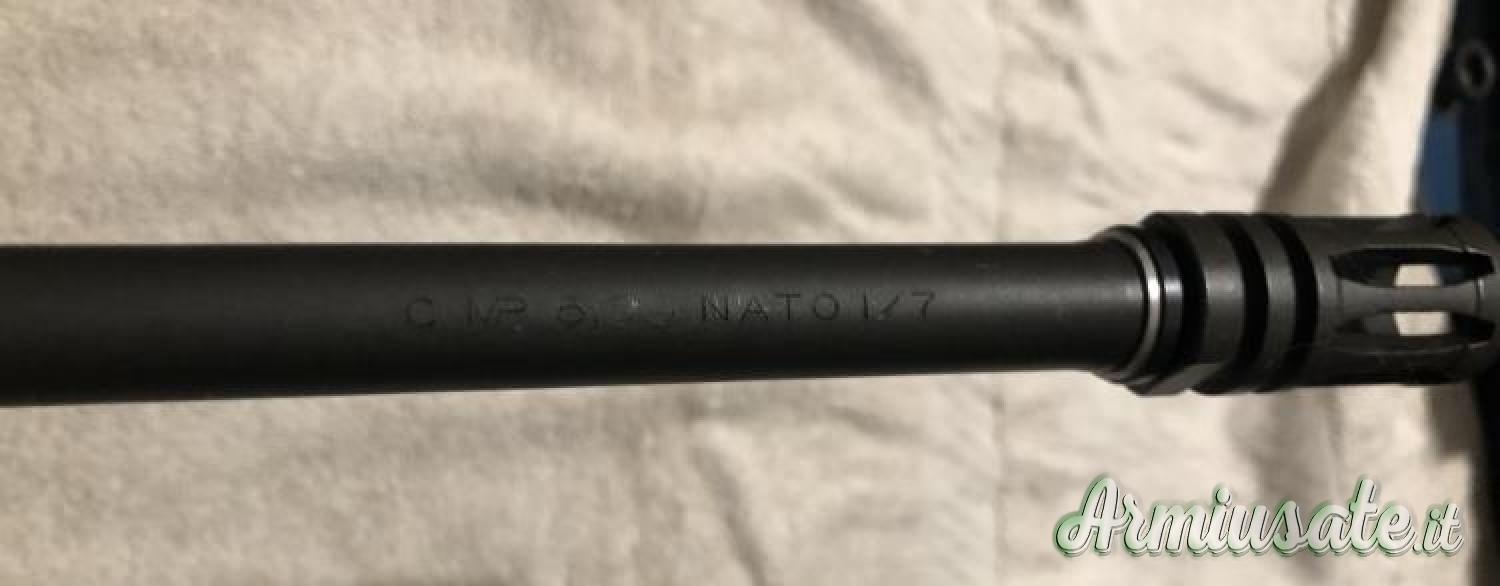 C MP NATO 1/7
Armiusate.it